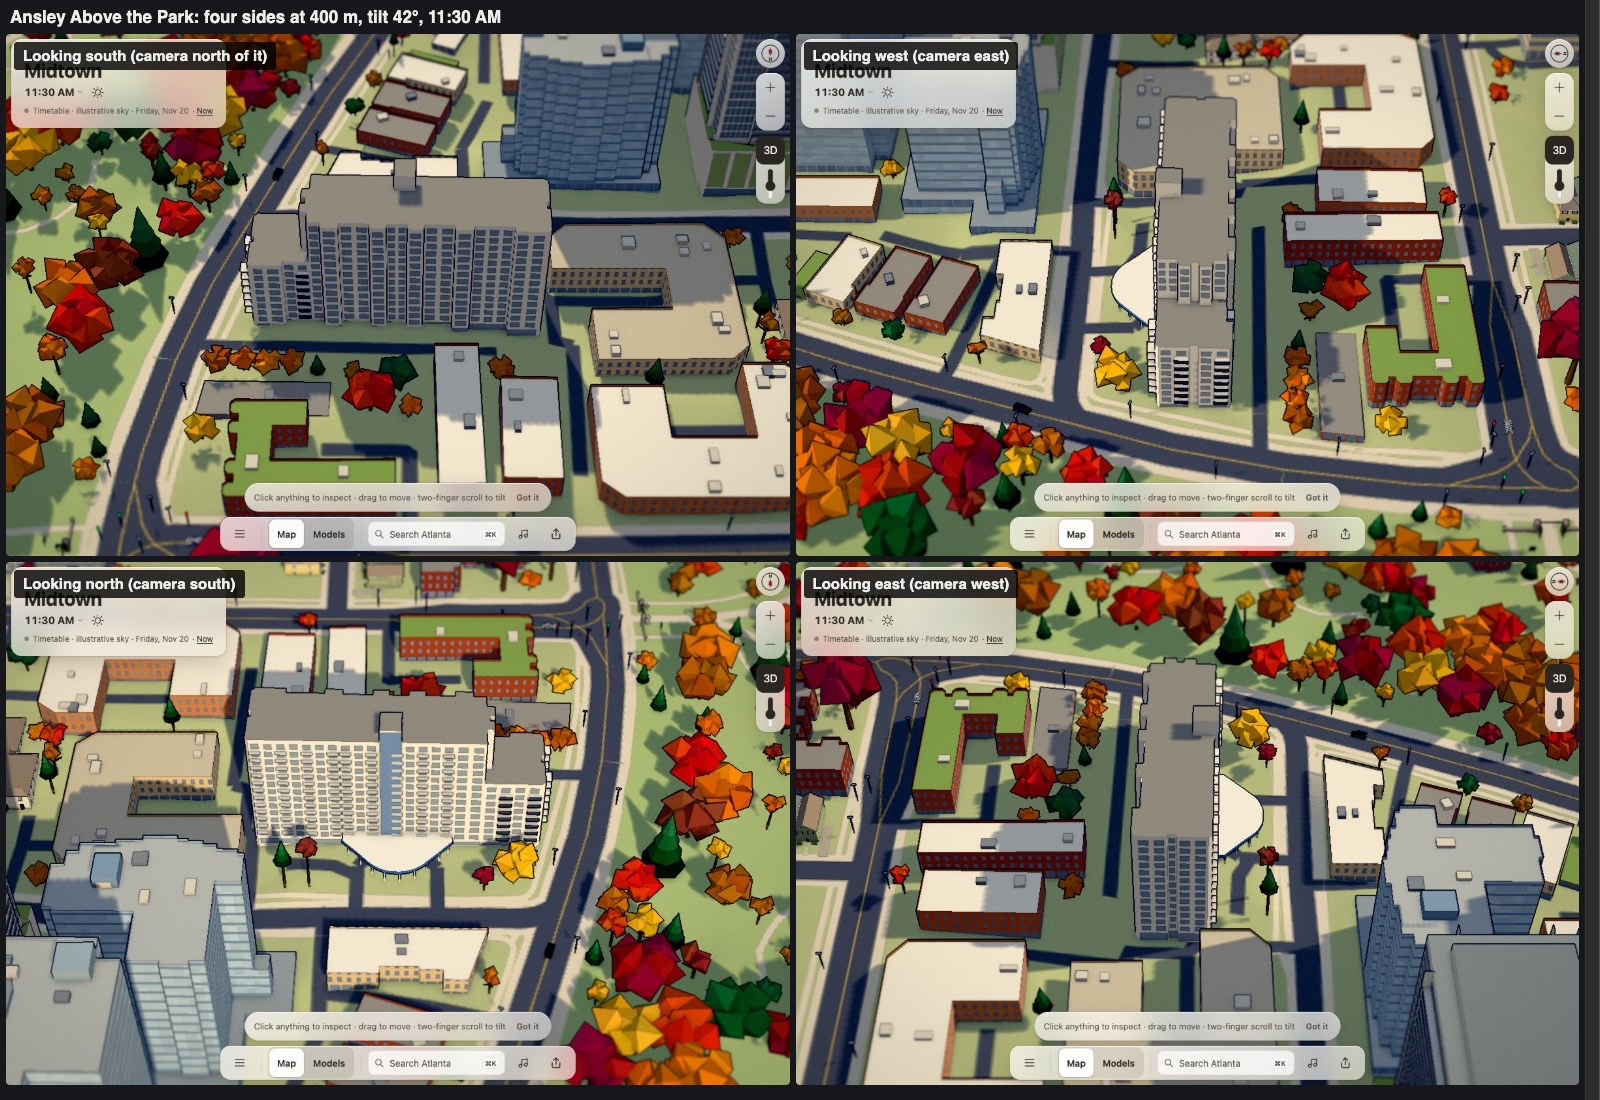 Ansley Above the Park: four sides at 400 m, tilt 42°, 11:30 AM
Looking south (camera north of it)
Midtown
11:30 AM
Timetable · illustrative sky · Friday, Nov 20 · Now
3D
Click anything to inspect · drag to move · two-finger scroll to tilt Got it
Map Models Search Atlanta ⌘K
Looking west (camera east)
Midtown
11:30 AM
Timetable · illustrative sky · Friday, Nov 20 · Now
3D
Click anything to inspect · drag to move · two-finger scroll to tilt Got it
Map Models Search Atlanta ⌘K
Looking north (camera south)
Midtown
11:30 AM
Timetable · illustrative sky · Friday, Nov 20 · Now
3D
Click anything to inspect · drag to move · two-finger scroll to tilt Got it
Map Models Search Atlanta ⌘K
Looking east (camera west)
Midtown
11:30 AM
Timetable · illustrative sky · Friday, Nov 20 · Now
3D
Click anything to inspect · drag to move · two-finger scroll to tilt Got it
Map Models Search Atlanta ⌘K